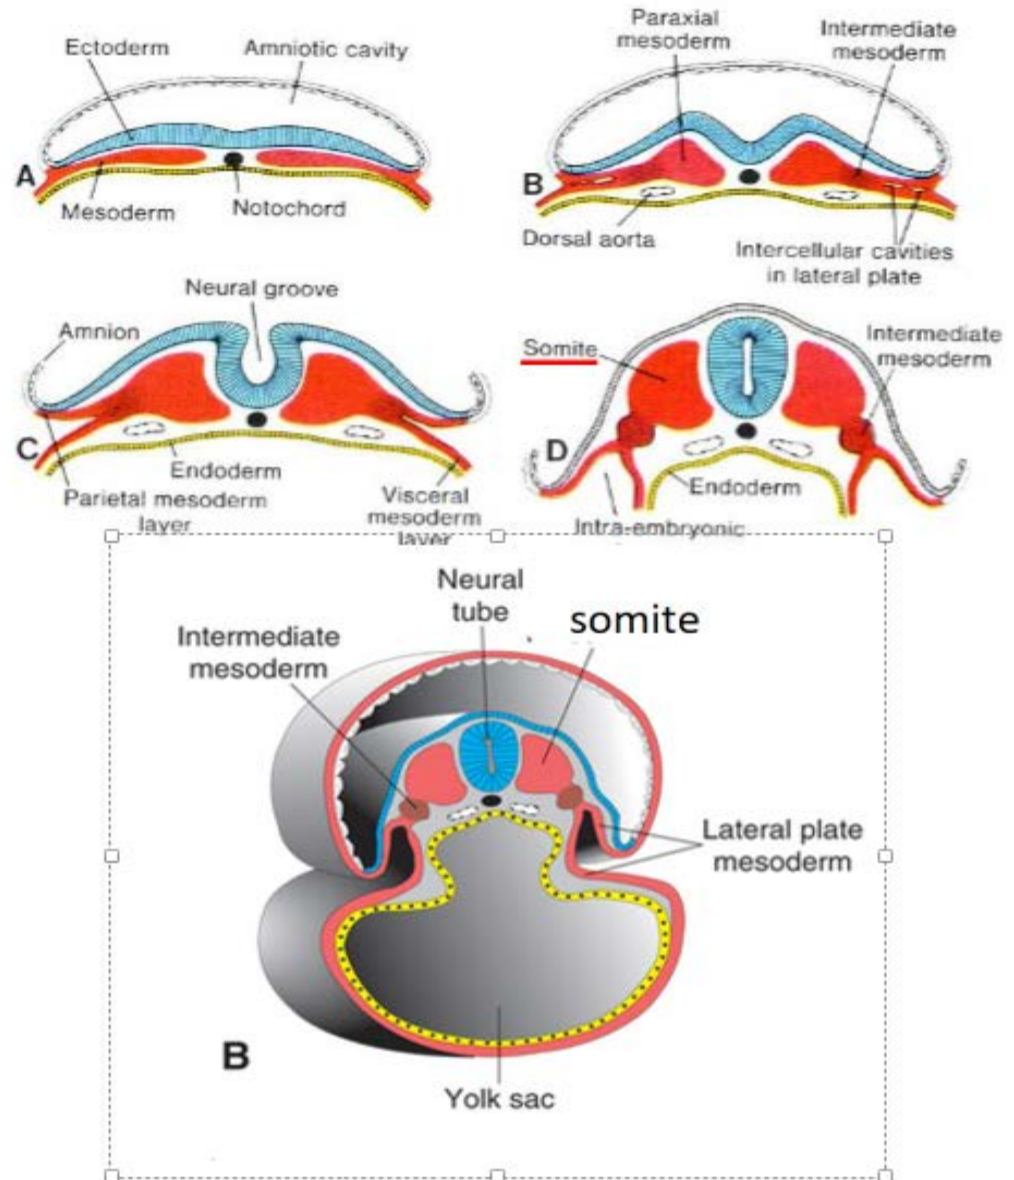 Ectoderm
Amniotic cavity
A
Mesoderm
Notochord
Paraxial
mesoderm
Intermediate
mesoderm
B
Dorsal aorta
Intercellular cavities
in lateral plate
Neural groove
Amnion
C
Endoderm
Parietal mesoderm
layer
Visceral
mesoderm
layer
Somite
Intermediate
mesoderm
D
Endoderm
Intra-embryonic
Neural
tube
somite
Intermediate
mesoderm
Lateral plate
mesoderm
B
Yolk sac